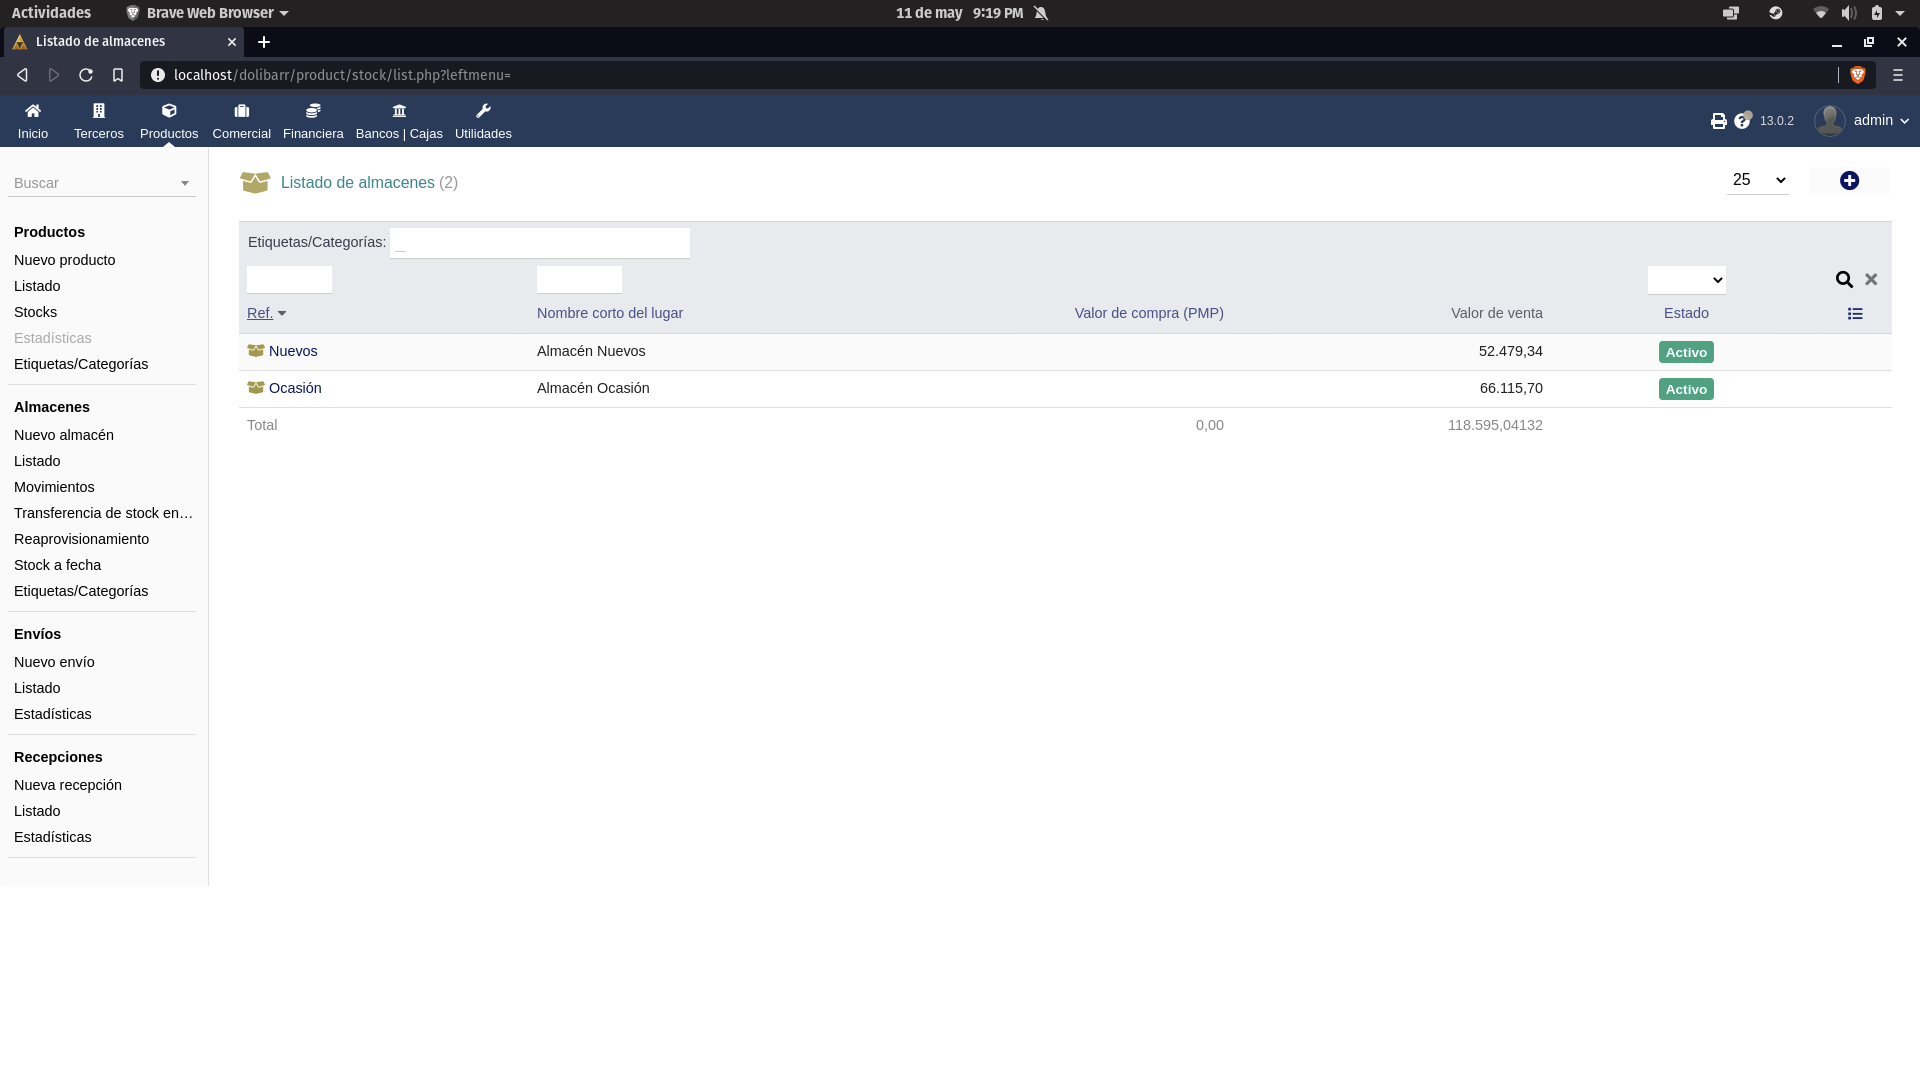 Actividades
Brave Web Browser
11 de may 9:19 PM
Listado de almacenes
localhost/dolibarr/product/stock/list.php?leftmenu=
Inicio
Terceros
Productos
Comercial
Financiera
Bancos | Cajas
Utilidades
13.0.2
admin
Buscar
Productos
Nuevo producto
Listado
Stocks
Estadísticas
Etiquetas/Categorías
Almacenes
Nuevo almacén
Listado
Movimientos
Transferencia de stock en…
Reaprovisionamiento
Stock a fecha
Etiquetas/Categorías
Envíos
Nuevo envío
Listado
Estadísticas
Recepciones
Nueva recepción
Listado
Estadísticas
Listado de almacenes (2)
25
Etiquetas/Categorías: _
Ref. Nombre corto del lugar Valor de compra (PMP) Valor de venta Estado
Nuevos Almacén Nuevos 52.479,34 Activo
Ocasión Almacén Ocasión 66.115,70 Activo
Total 0,00 118.595,04132